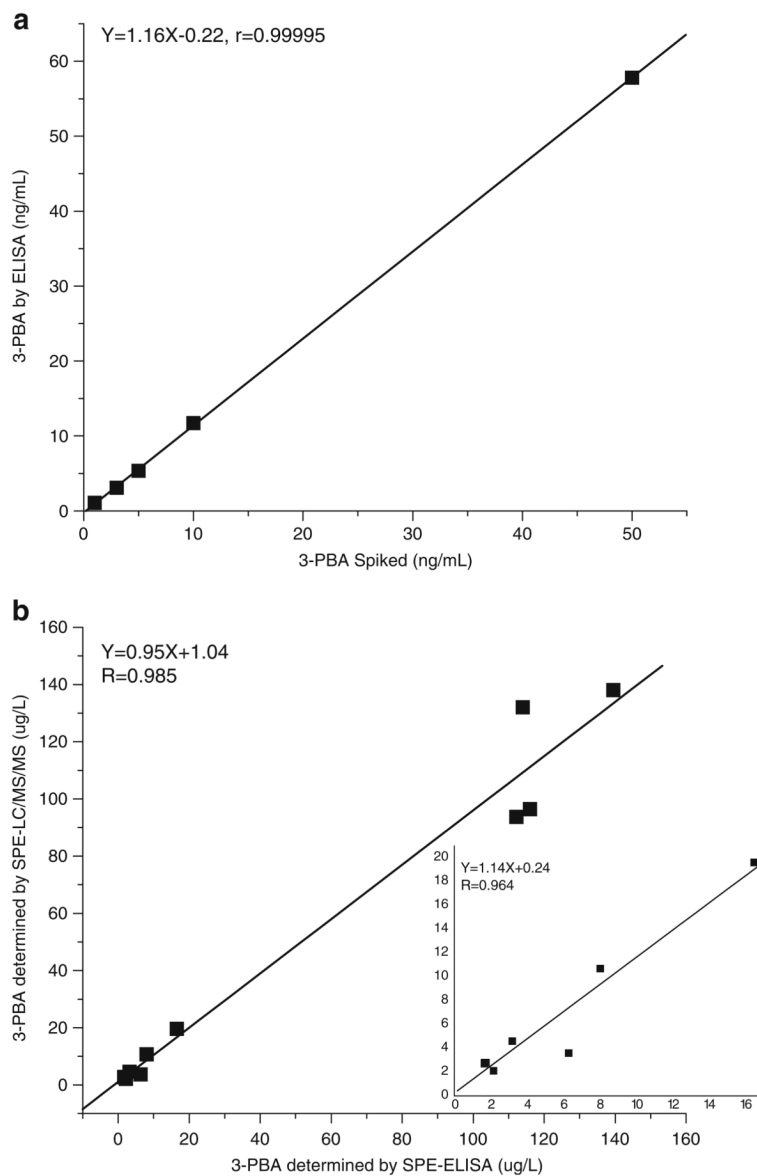 a
Y=1.16X-0.22, r=0.99995
60
50
40
30
20
10
0
3-PBA by ELISA (ng/mL)
0 10 20 30 40 50
3-PBA Spiked (ng/mL)
b
160
140
120
100
80
60
40
20
0
3-PBA determined by SPE-LC/MS/MS (ug/L)
Y=0.95X+1.04
R=0.985
20
18
16
14
12
10
8
6
4
2
0
Y=1.14X+0.24
R=0.964
0 2 4 6 8 10 12 14 16
0 20 40 60 80 100 120 140 160
3-PBA determined by SPE-ELISA (ug/L)